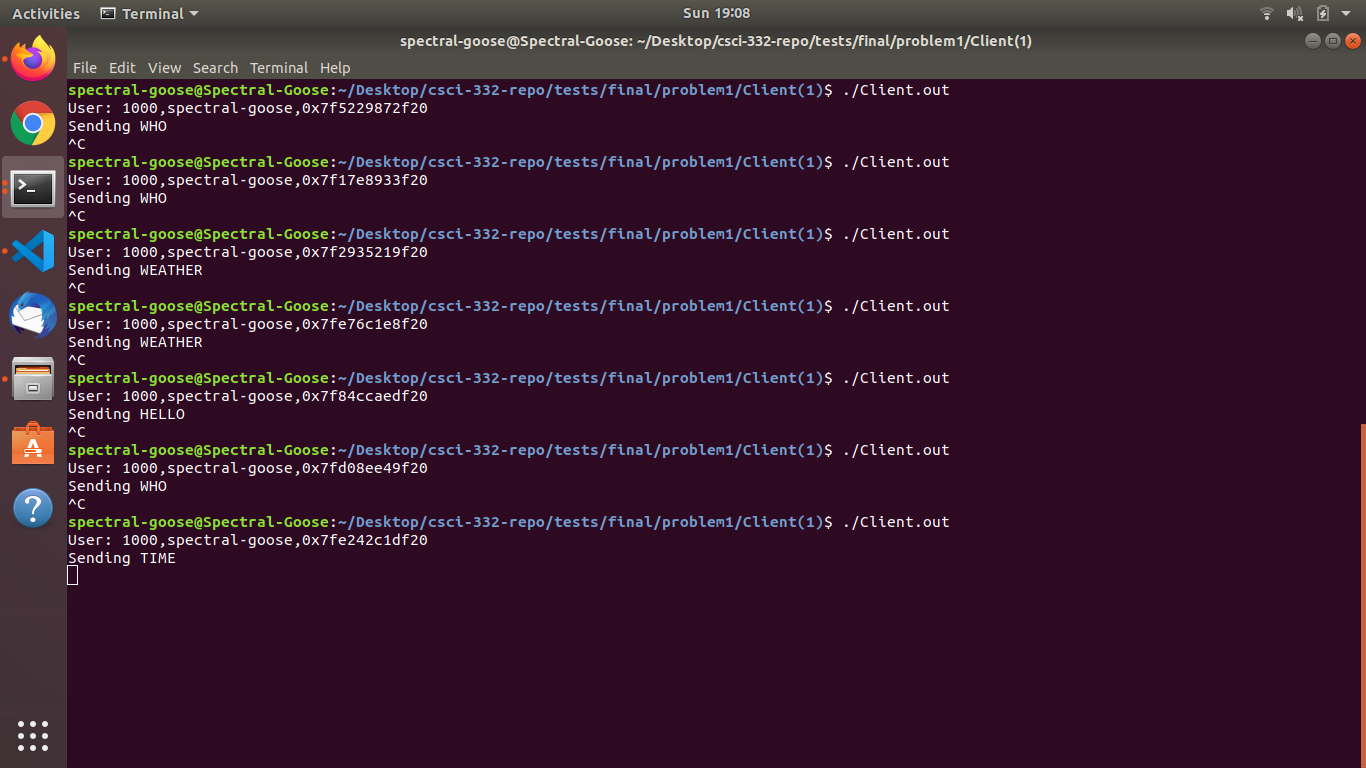 Activities Terminal Sun 19:08
spectral-goose@Spectral-Goose: ~/Desktop/csci-332-repo/tests/final/problem1/Client(1)
File Edit View Search Terminal Help
spectral-goose@Spectral-Goose:~/Desktop/csci-332-repo/tests/final/problem1/Client(1)$ ./Client.out
User: 1000,spectral-goose,0x7f5229872f20
Sending WHO
^C
spectral-goose@Spectral-Goose:~/Desktop/csci-332-repo/tests/final/problem1/Client(1)$ ./Client.out
User: 1000,spectral-goose,0x7f17e8933f20
Sending WHO
^C
spectral-goose@Spectral-Goose:~/Desktop/csci-332-repo/tests/final/problem1/Client(1)$ ./Client.out
User: 1000,spectral-goose,0x7f2935219f20
Sending WEATHER
^C
spectral-goose@Spectral-Goose:~/Desktop/csci-332-repo/tests/final/problem1/Client(1)$ ./Client.out
User: 1000,spectral-goose,0x7fe76c1e8f20
Sending WEATHER
^C
spectral-goose@Spectral-Goose:~/Desktop/csci-332-repo/tests/final/problem1/Client(1)$ ./Client.out
User: 1000,spectral-goose,0x7f84ccaedf20
Sending HELLO
^C
spectral-goose@Spectral-Goose:~/Desktop/csci-332-repo/tests/final/problem1/Client(1)$ ./Client.out
User: 1000,spectral-goose,0x7fd08ee49f20
Sending WHO
^C
spectral-goose@Spectral-Goose:~/Desktop/csci-332-repo/tests/final/problem1/Client(1)$ ./Client.out
User: 1000,spectral-goose,0x7fe242c1df20
Sending TIME